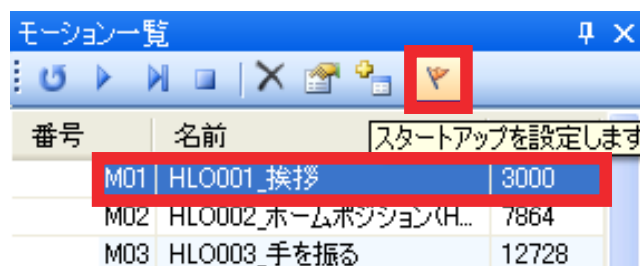 モーション一覧
番号 名前 スタートアップを設定します
M01 HLO001_挨拶 3000
M02 HLO002_ホームポジション(H... 7864
M03 HLO003_手を振る 12728